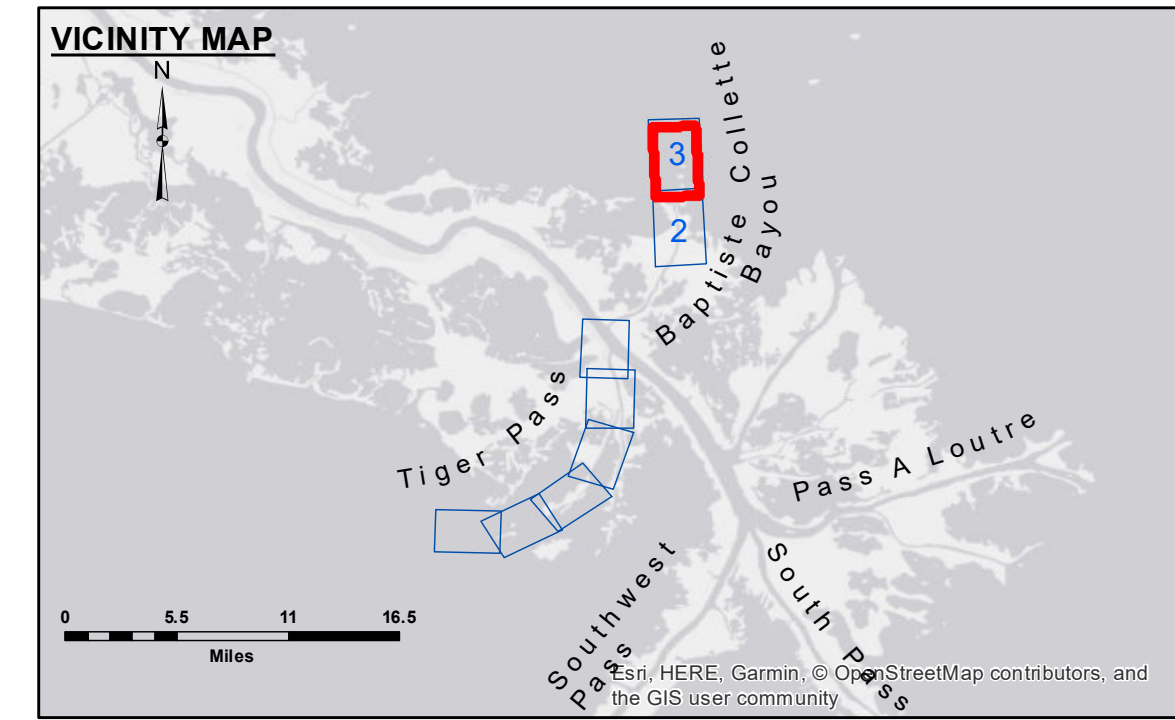 VICINITY MAP
N
3
2
Baptiste Collette
Bayou
Tiger Pass
Pass A Loutre
Southwest
Pass
South Pass
0 5.5 11 16.5
Miles
Esri, HERE, Garmin, © OpenStreetMap contributors, and
the GIS user community